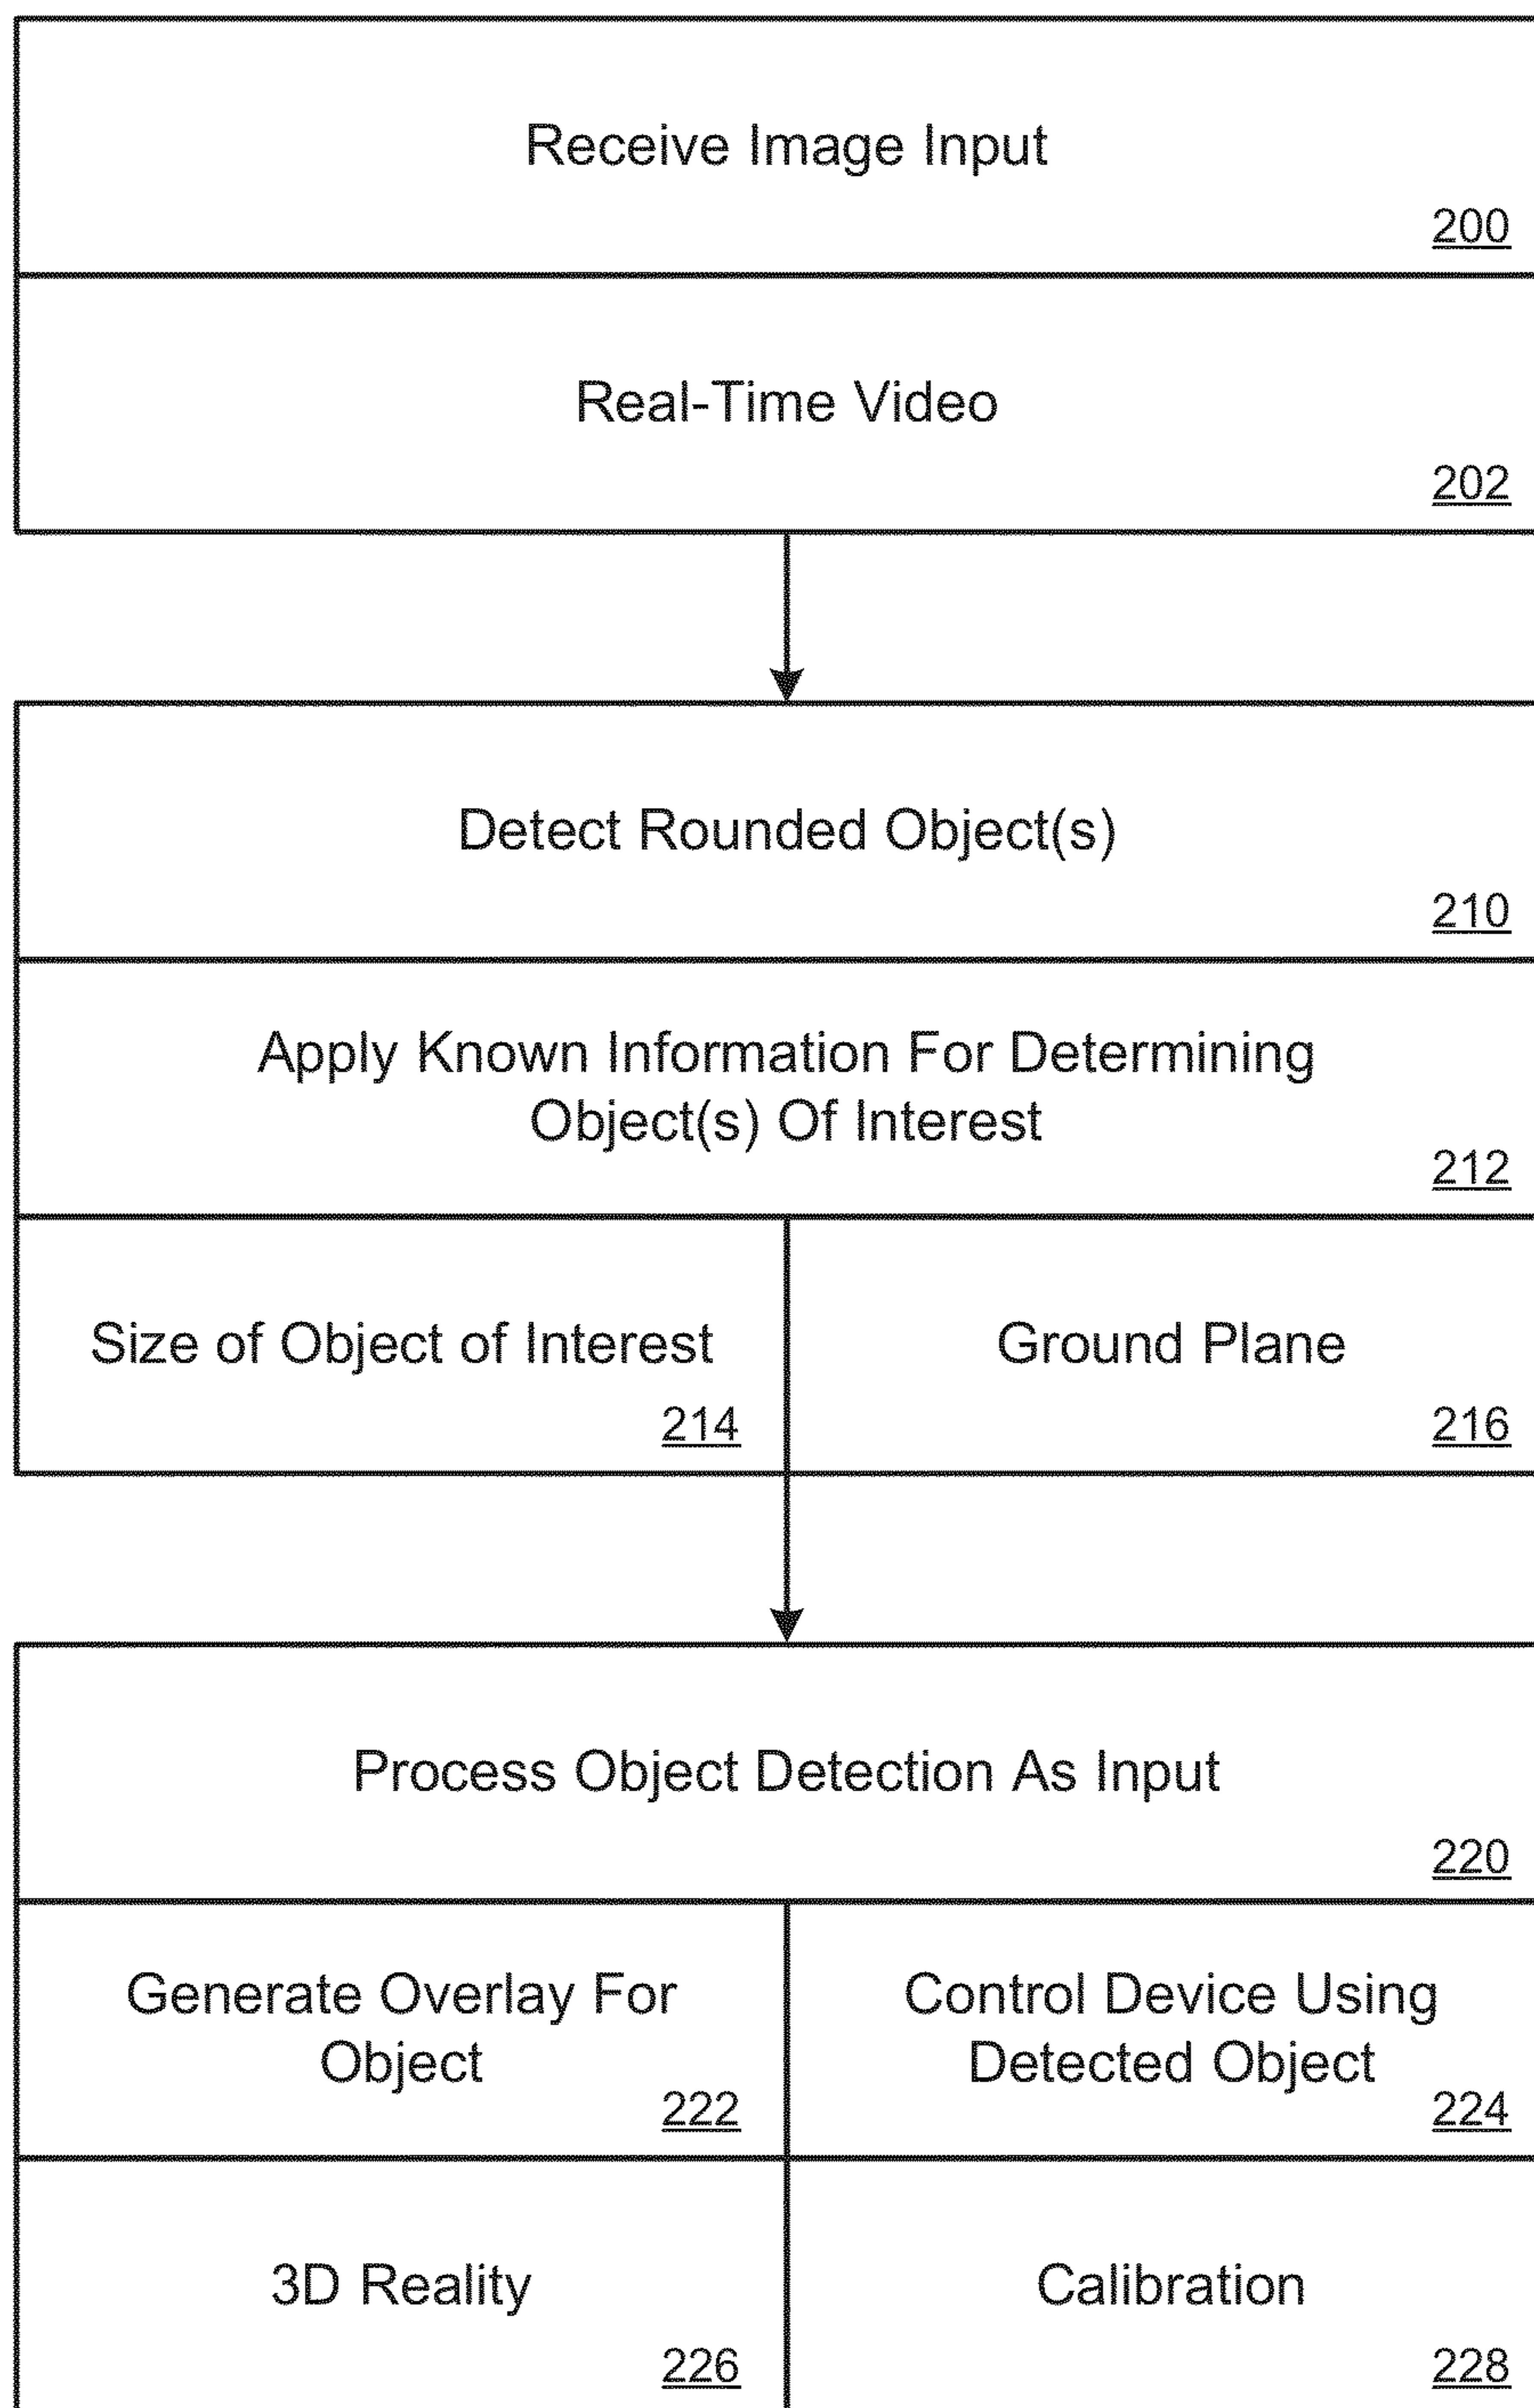 Receive Image Input
200
Real-Time Video
202
Detect Rounded Object(s)
210
Apply Known Information For Determining
Object(s) Of Interest
212
Size of Object of Interest
214
Ground Plane
216
Process Object Detection As Input
220
Generate Overlay For
Object
222
Control Device Using
Detected Object
224
3D Reality
226
Calibration
228